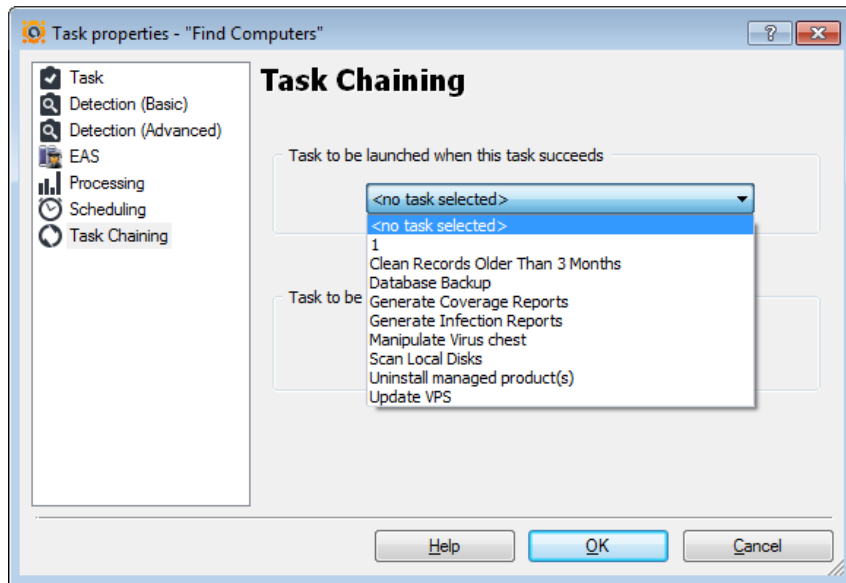 Task properties - "Find Computers"
Task
Detection (Basic)
Detection (Advanced)
EAS
Processing
Scheduling
Task Chaining
Task Chaining
Task to be launched when this task succeeds
<no task selected>
<no task selected>
1
Clean Records Older Than 3 Months
Database Backup
Task to be
Generate Coverage Reports
Generate Infection Reports
Manipulate Virus chest
Scan Local Disks
Uninstall managed product(s)
Update VPS
Help
OK
Cancel